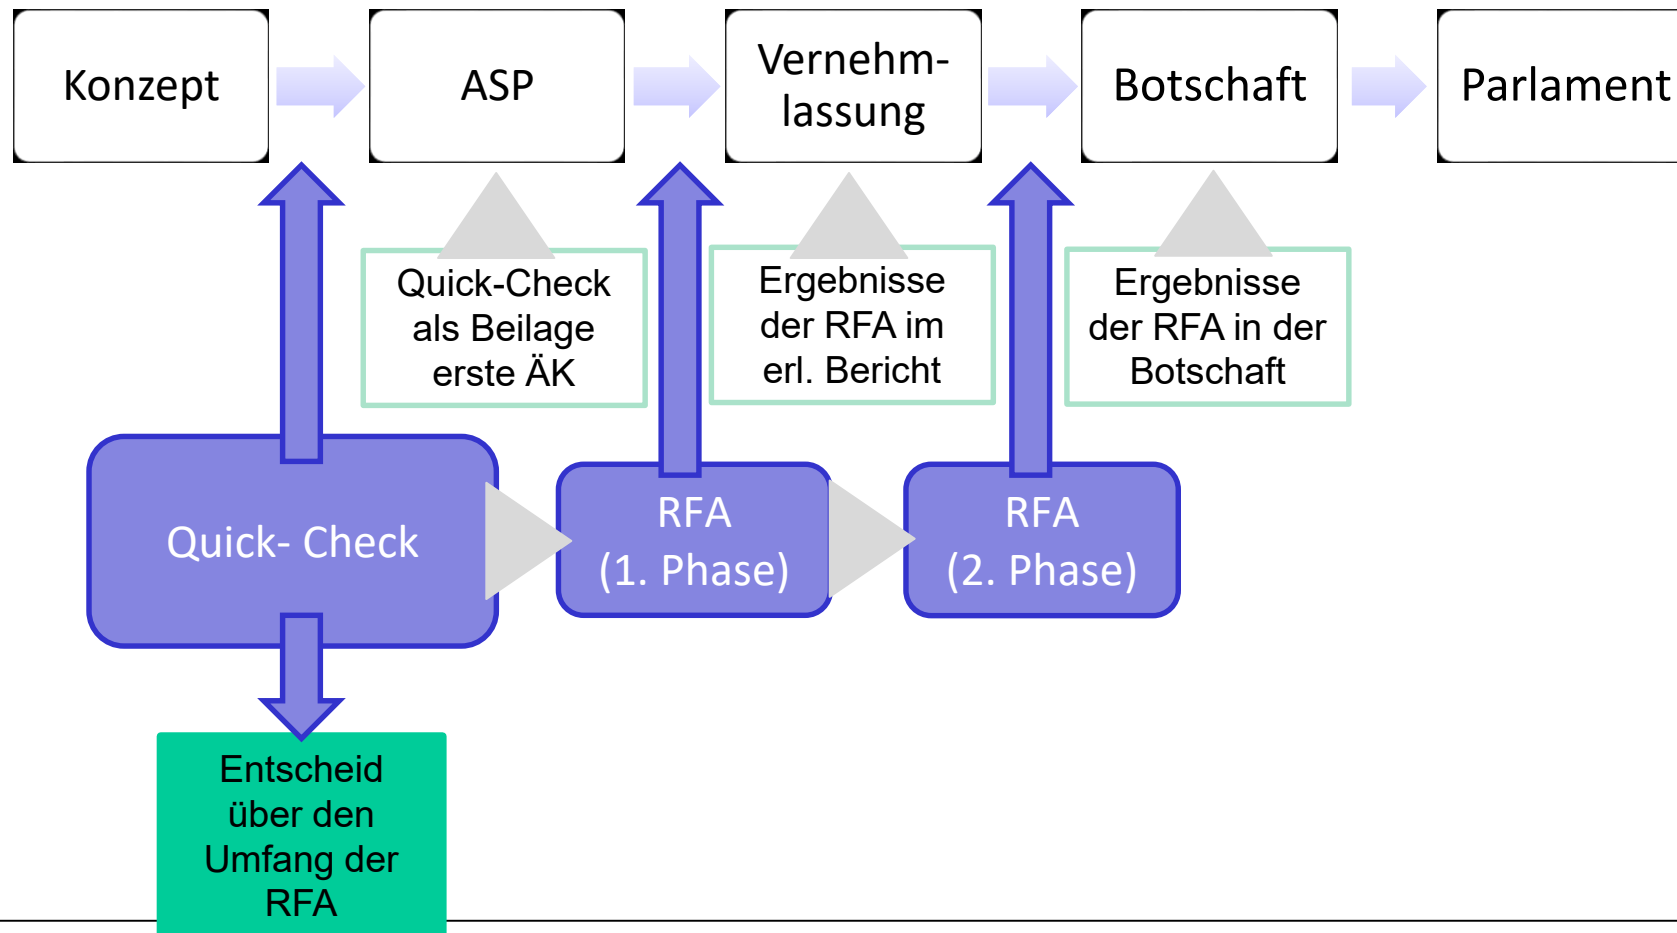 Konzept
ASP
Vernehm-
lassung
Botschaft
Parlament
Quick-Check
als Beilage
erste ÄK
Ergebnisse
der RFA im
erl. Bericht
Ergebnisse
der RFA in der
Botschaft
Quick- Check
RFA
(1. Phase)
RFA
(2. Phase)
Entscheid
über den
Umfang der
RFA